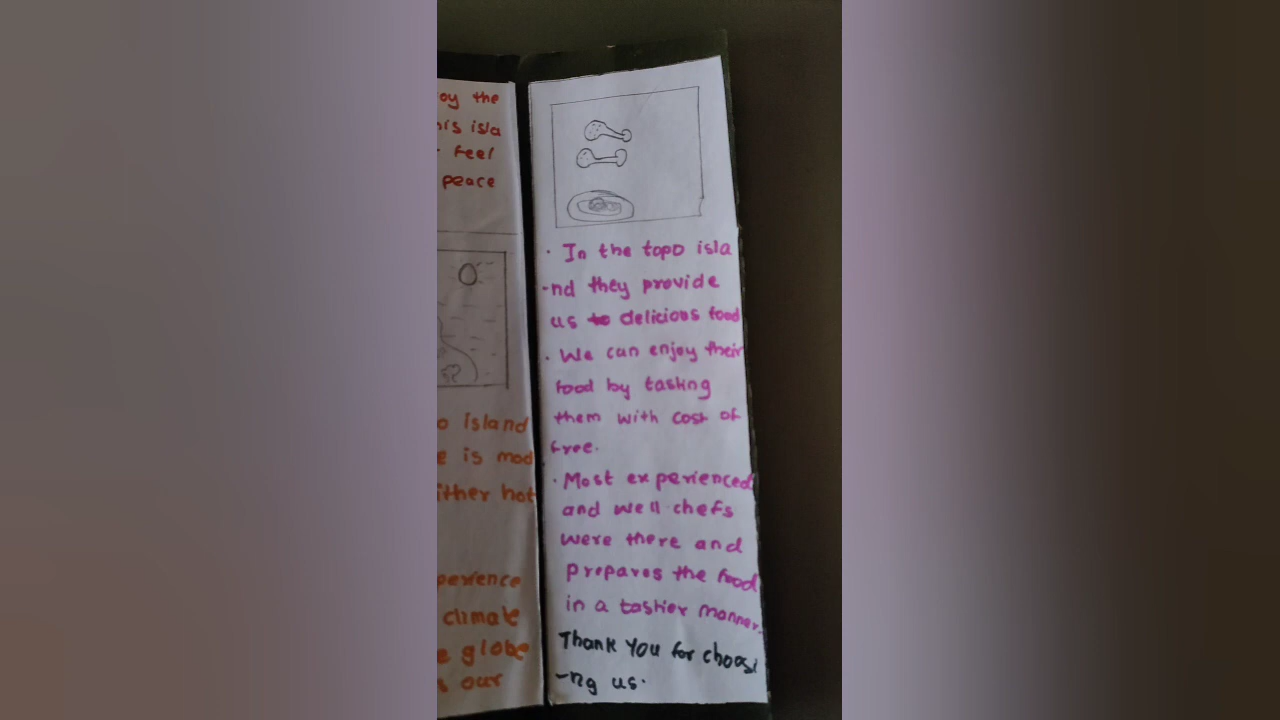 oy the
his isla
Feel
peace
o island
e is mod
ither hot
perience
climate
e globe
s our
· In the topo isla
-nd they provide
us to delicious food
· We can enjoy their
food by tasting
them with cost of
free.
· Most experienced
and well chefs
were there and
prepares the food
in a tastier manner.
Thank you for choosi
-ng us.